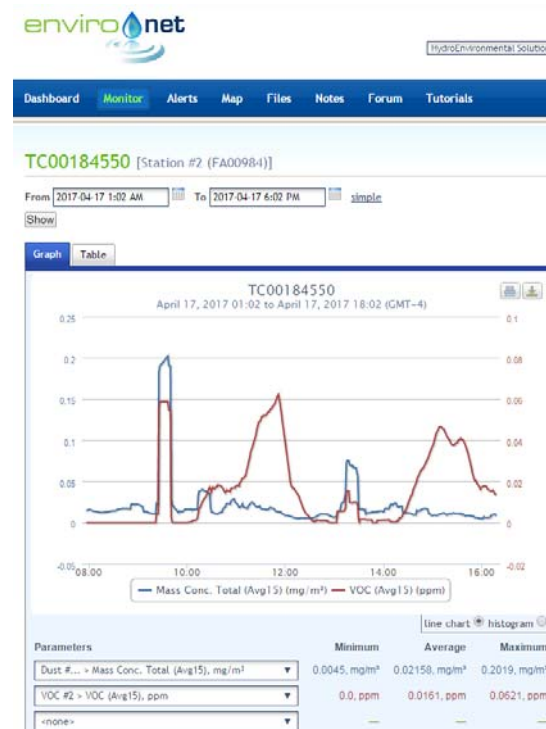 enviro net
HydroEnvironmental Solutio
Dashboard Monitor Alerts Map Files Notes Forum Tutorials
TC00184550 [Station #2 (FA00984)]
From 2017-04-17 1:02 AM To 2017-04-17 6:02 PM simple
Show
Graph Table
TC00184550
April 17, 2017 01:02 to April 17, 2017 18:02 (GMT-4)
0.25 0.1
0.2 0.08
0.15 0.06
0.1 0.04
0.05 0.02
0 0
-0.05 -0.02
08:00 10:00 12:00 14:00 16:00
Mass Conc. Total (Avg15) (mg/m³) VOC (Avg15) (ppm)
line chart histogram
Parameters Minimum Average Maximum
Dust #... > Mass Conc. Total (Avg15), mg/m³ 0.0045, mg/m³ 0.02158, mg/m³ 0.2019, mg/m³
VOC #2 > VOC (Avg15), ppm 0.0, ppm 0.0161, ppm 0.0621, ppm
<none> — — —